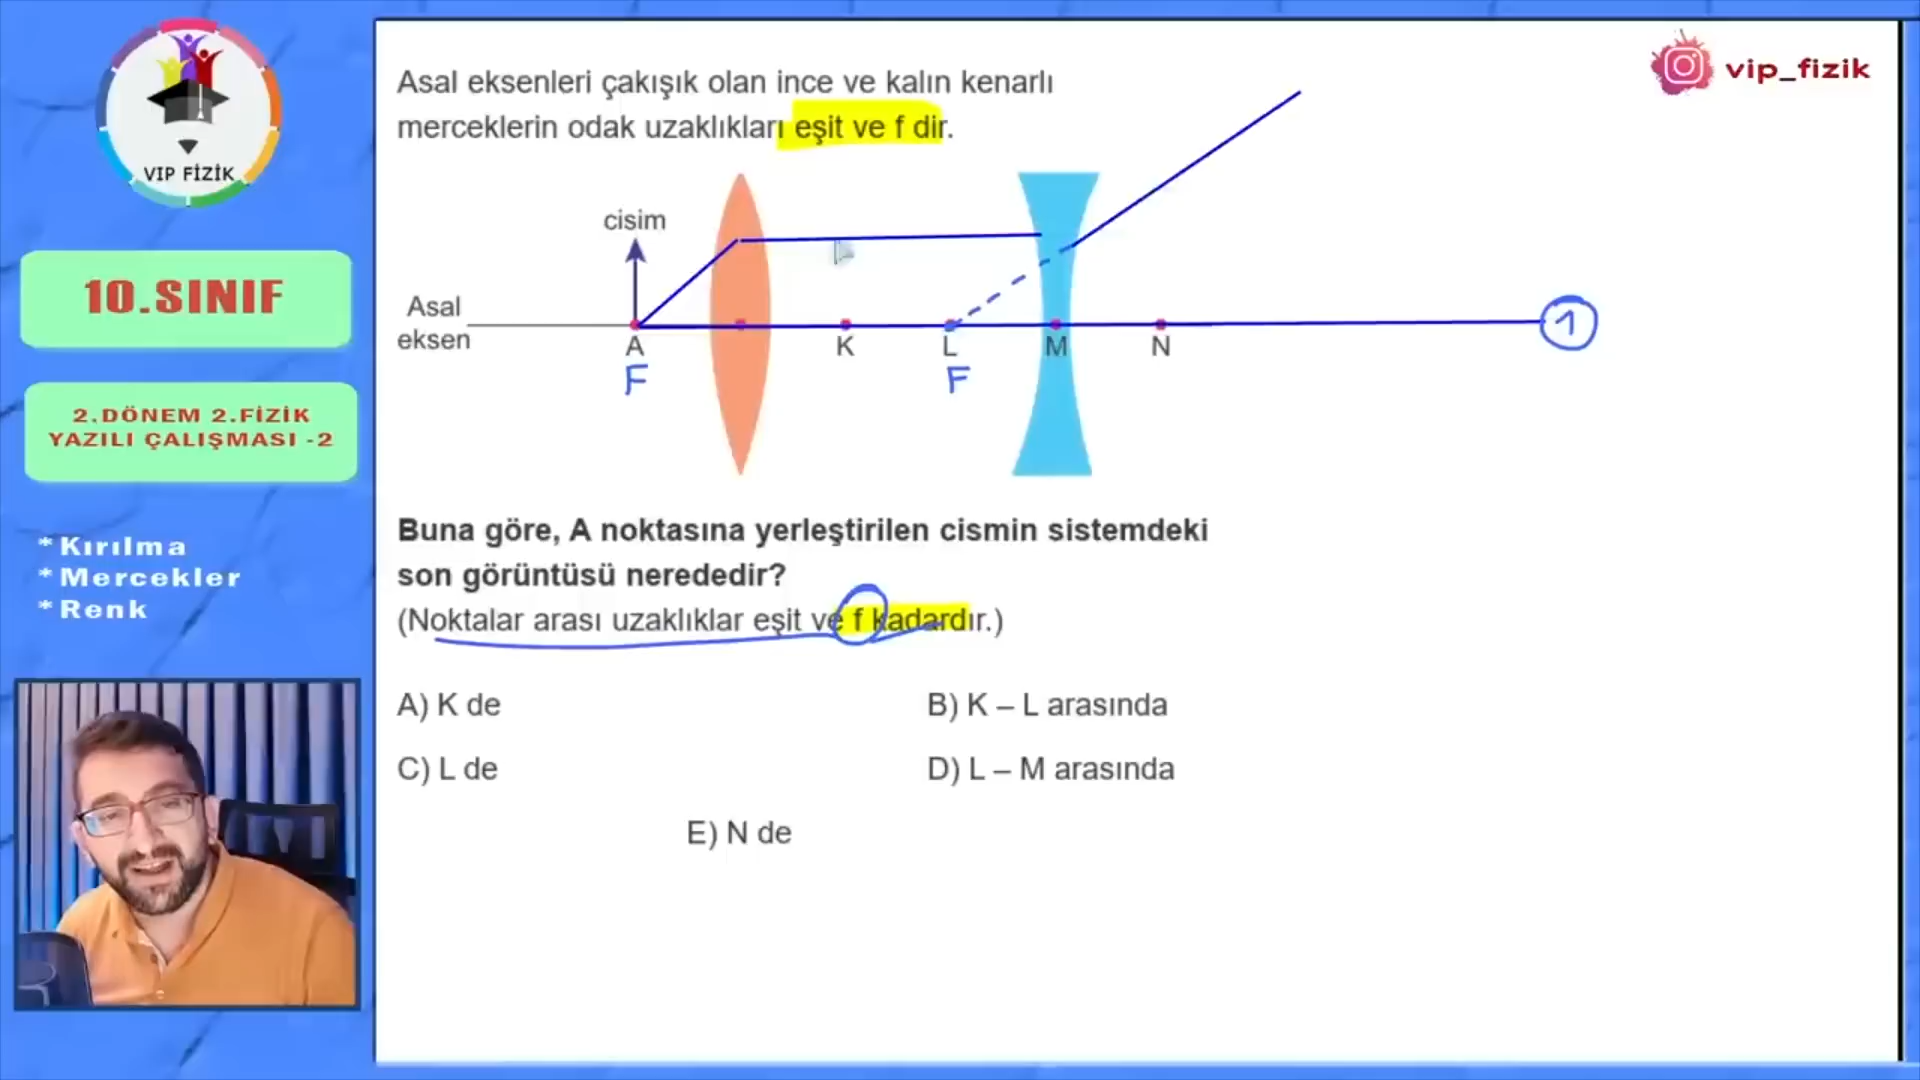 VIP FİZİK
10.SINIF
2.DÖNEM 2.FİZİK
YAZILI ÇALIŞMASI -2
* Kırılma
* Mercekler
* Renk
vip_fizik
Asal eksenleri çakışık olan ince ve kalın kenarlı
merceklerin odak uzaklıkları eşit ve f dir.
cisim
Asal
eksen
A
K
L
M
N
1
F
F
Buna göre, A noktasına yerleştirilen cismin sistemdeki
son görüntüsü nerededir?
(Noktalar arası uzaklıklar eşit ve f kadardır.)
A) K de
B) K – L arasında
C) L de
D) L – M arasında
E) N de